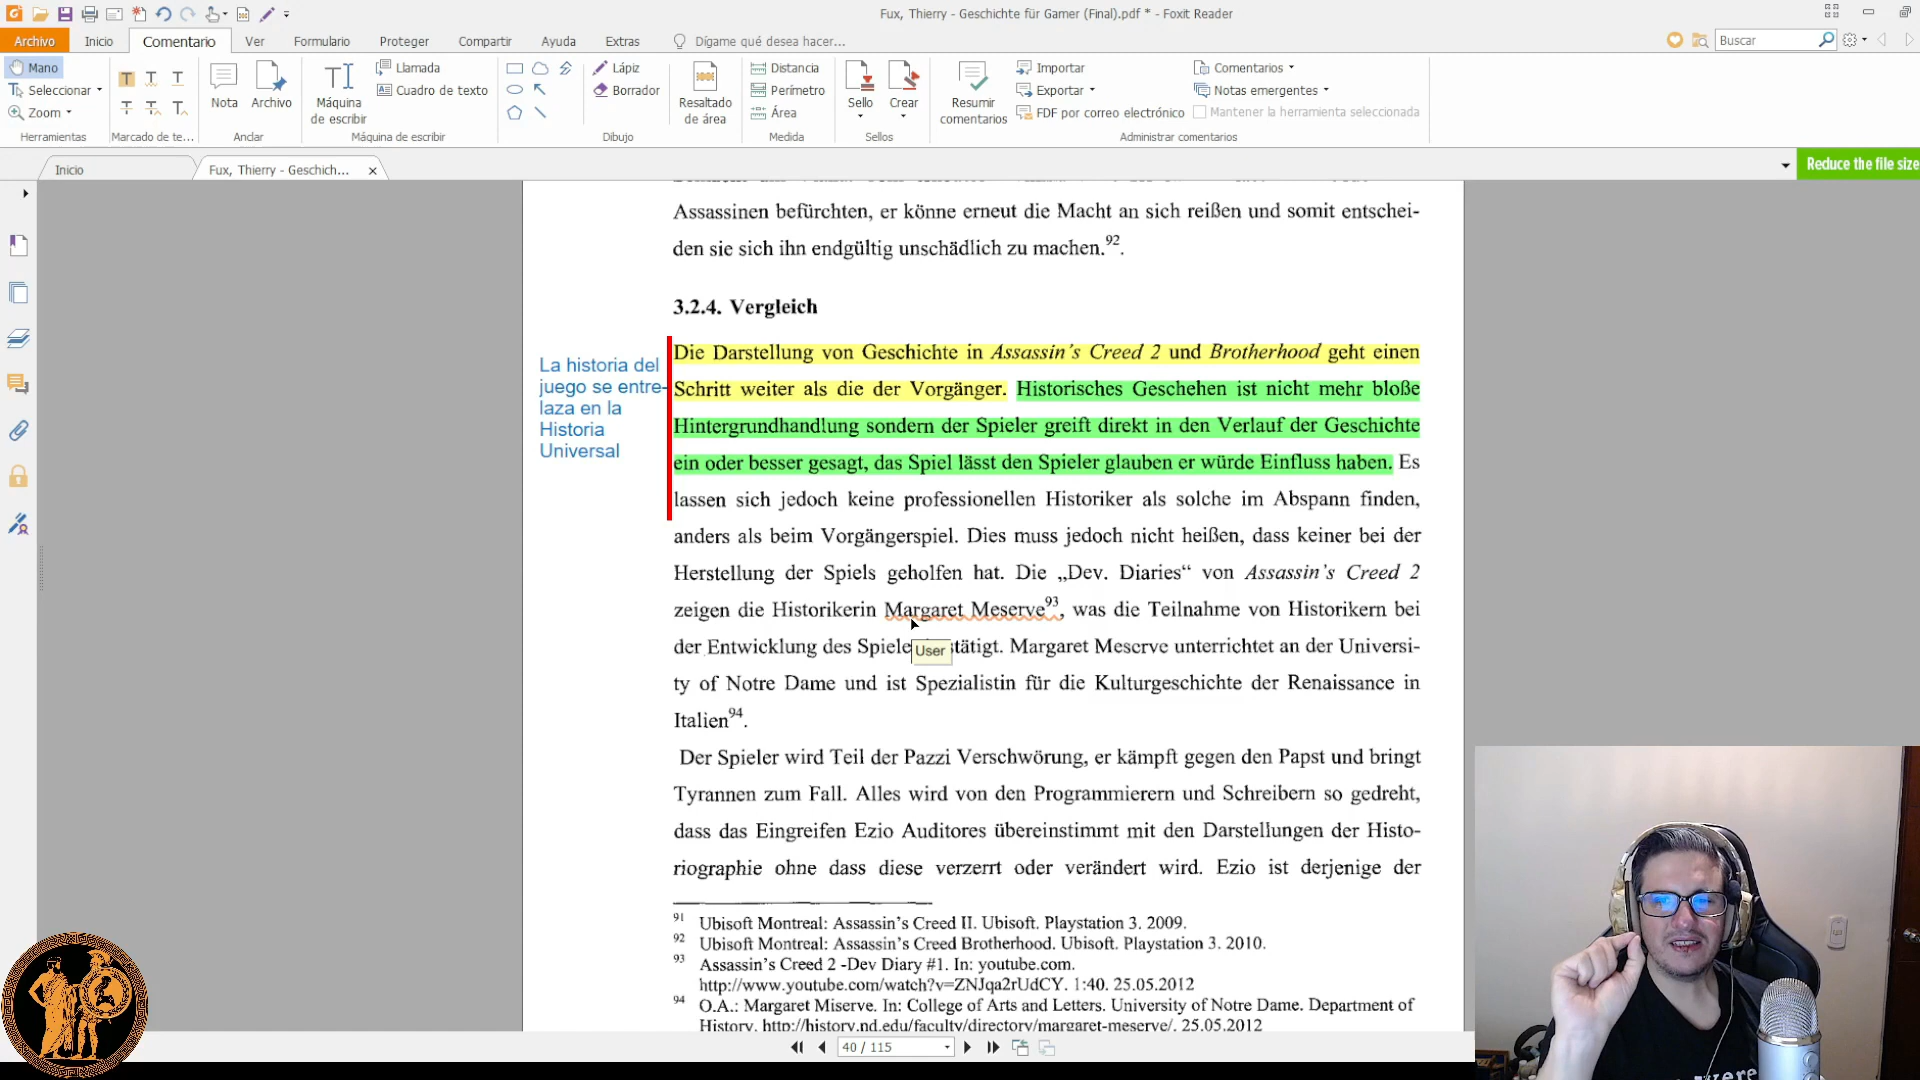 Fux, Thierry - Geschichte für Gamer (Final).pdf * - Foxit Reader
Archivo Inicio Comentario Ver Formulario Proteger Compartir Ayuda Extras Dígame qué desea hacer... Buscar
Mano
Seleccionar
Zoom
Herramientas
Marcado de te...
Nota
Archivo
Anclar
Máquina
de escribir
Llamada
Cuadro de texto
Máquina de escribir
Lápiz
Borrador
Dibujo
Resaltado
de área
Distancia
Perímetro
Área
Medida
Sello
Crear
Sellos
Resumir
comentarios
Importar
Exportar
FDF por correo electrónico
Comentarios
Notas emergentes
Mantener la herramienta seleccionada
Administrar comentarios
Inicio
Fux, Thierry - Geschich...
Reduce the file size
Assassinen befürchten, er könne erneut die Macht an sich reißen und somit entschei-
den sie sich ihn endgültig unschädlich zu machen.92.
3.2.4. Vergleich
La historia del
juego se entre-
laza en la
Historia
Universal
Die Darstellung von Geschichte in Assassin's Creed 2 und Brotherhood geht einen
Schritt weiter als die der Vorgänger. Historisches Geschehen ist nicht mehr bloße
Hintergrundhandlung sondern der Spieler greift direkt in den Verlauf der Geschichte
ein oder besser gesagt, das Spiel lässt den Spieler glauben er würde Einfluss haben. Es
lassen sich jedoch keine professionellen Historiker als solche im Abspann finden,
anders als beim Vorgängerspiel. Dies muss jedoch nicht heißen, dass keiner bei der
Herstellung der Spiels geholfen hat. Die „Dev. Diaries“ von Assassin's Creed 2
zeigen die Historikerin Margaret Meserve93, was die Teilnahme von Historikern bei
der Entwicklung des Spiele stätigt. Margaret Meserve unterrichtet an der Universi-
User
ty of Notre Dame und ist Spezialistin für die Kulturgeschichte der Renaissance in
Italien94.
Der Spieler wird Teil der Pazzi Verschwörung, er kämpft gegen den Papst und bringt
Tyrannen zum Fall. Alles wird von den Programmierern und Schreibern so gedreht,
dass das Eingreifen Ezio Auditores übereinstimmt mit den Darstellungen der Histo-
riographie ohne dass diese verzerrt oder verändert wird. Ezio ist derjenige der
91 Ubisoft Montreal: Assassin's Creed II. Ubisoft. Playstation 3. 2009.
92 Ubisoft Montreal: Assassin's Creed Brotherhood. Ubisoft. Playstation 3. 2010.
93 Assassin's Creed 2 -Dev Diary #1. In: youtube.com.
http://www.youtube.com/watch?v=ZNJqa2rUdCY. 1:40. 25.05.2012
94 O.A.: Margaret Miserve. In: College of Arts and Letters. University of Notre Dame. Department of
History. http://history.nd.edu/faculty/directory/margaret-meserve/. 25.05.2012
40 / 115